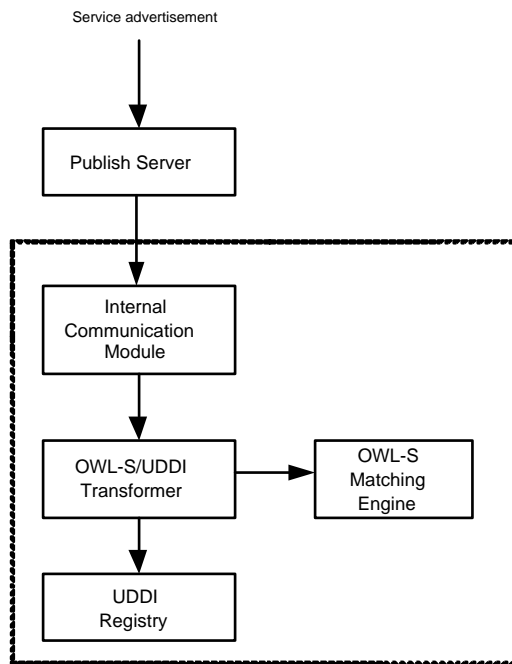 Service advertisement
Publish Server
Internal
Communication
Module
OWL-S/UDDI
Transformer
OWL-S
Matching
Engine
UDDI
Registry